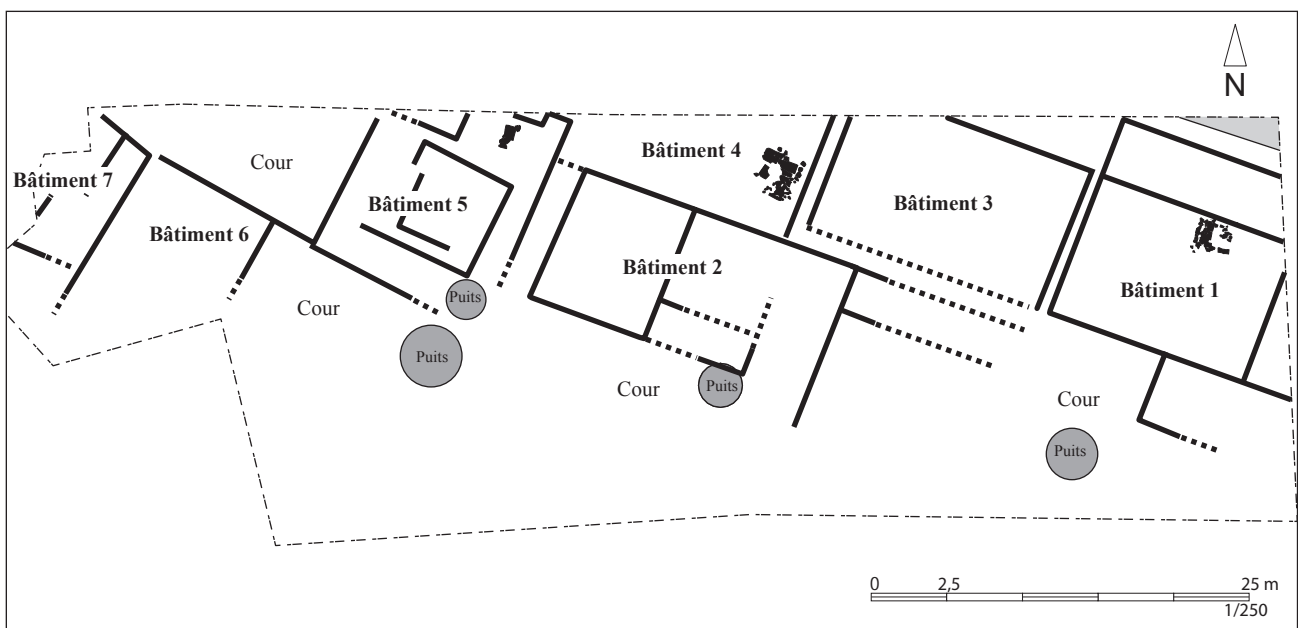 N
Bâtiment 4
Cour
Bâtiment 7
Bâtiment 5
Bâtiment 3
Bâtiment 6
Bâtiment 2
Bâtiment 1
Puits
Cour
Puits
Cour
Puits
Cour
Puits
0 2,5 25 m
1/250